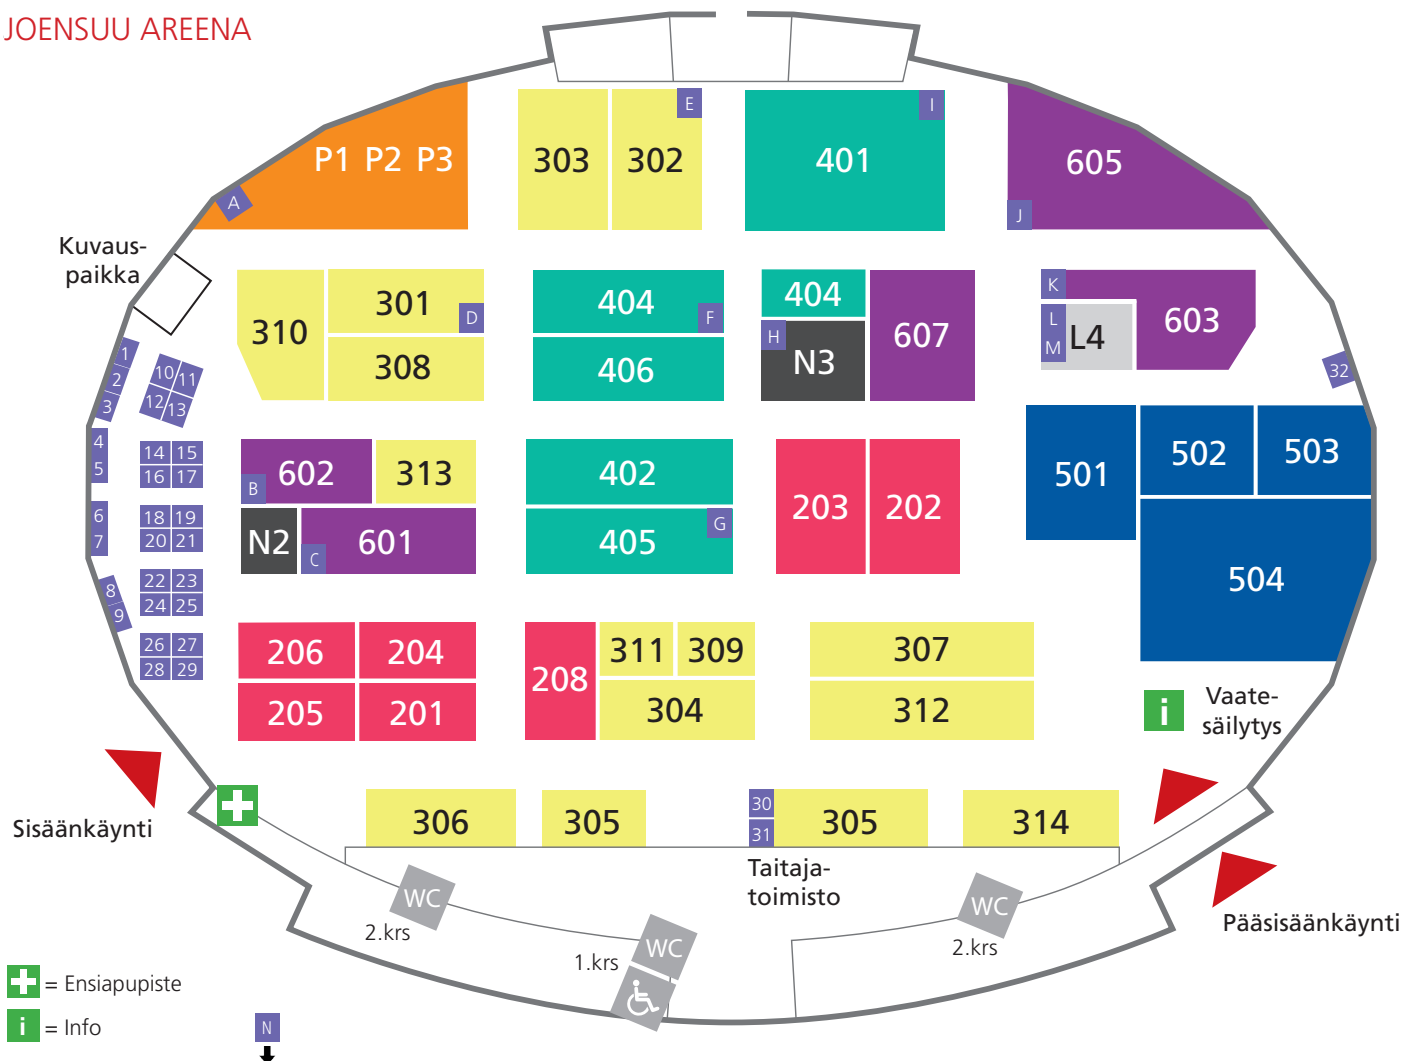 JOENSUU AREENA
P1 P2 P3
A
303
302
E
401
I
605
J
Kuvaus-
paikka
310
301
D
308
404
F
406
404
H
N3
607
K
L
M
L4
603
32
1
2
3
10
11
12
13
4
5
14
15
16
17
6
7
18
19
20
21
8
9
22
23
24
25
26
27
28
29
602
B
313
N2
C
601
402
405
G
203
202
501
502
503
504
206
204
205
201
208
311
309
304
307
312
i
Vaate-
säilytys
Sisäänkäynti
306
305
30
31
305
314
Taitaja-
toimisto
WC
2.krs
WC
1.krs
WC
2.krs
Pääsisäänkäynti
= Ensiapupiste
i = Info
N